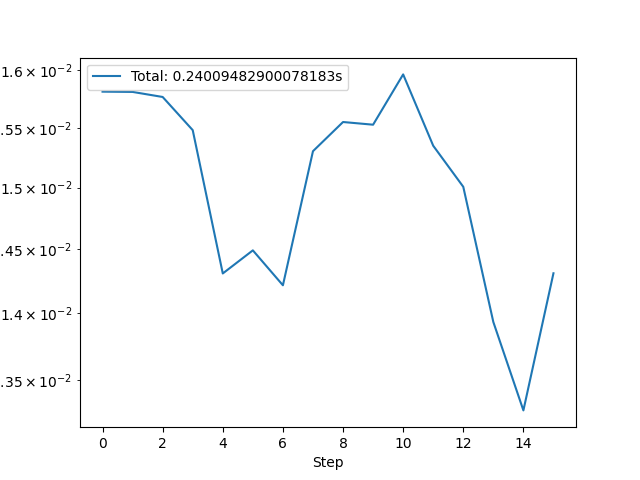 Total: 0.24009482900078183s
1.6 × 10⁻²
.55 × 10⁻²
1.5 × 10⁻²
.45 × 10⁻²
1.4 × 10⁻²
.35 × 10⁻²
0 2 4 6 8 10 12 14
Step